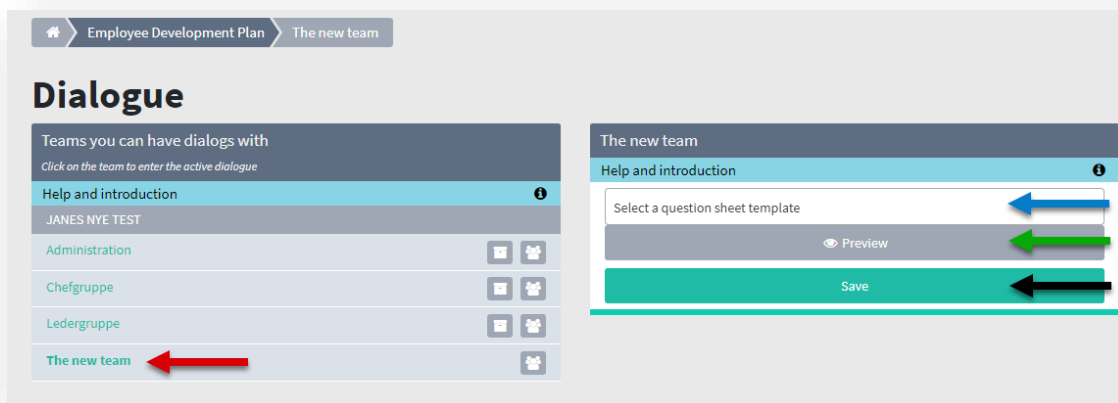 Employee Development Plan The new team
Dialogue
Teams you can have dialogs with
Click on the team to enter the active dialogue
Help and introduction
JANES NYE TEST
Administration
Chefgruppe
Ledergruppe
The new team
The new team
Help and introduction
Select a question sheet template
Preview
Save